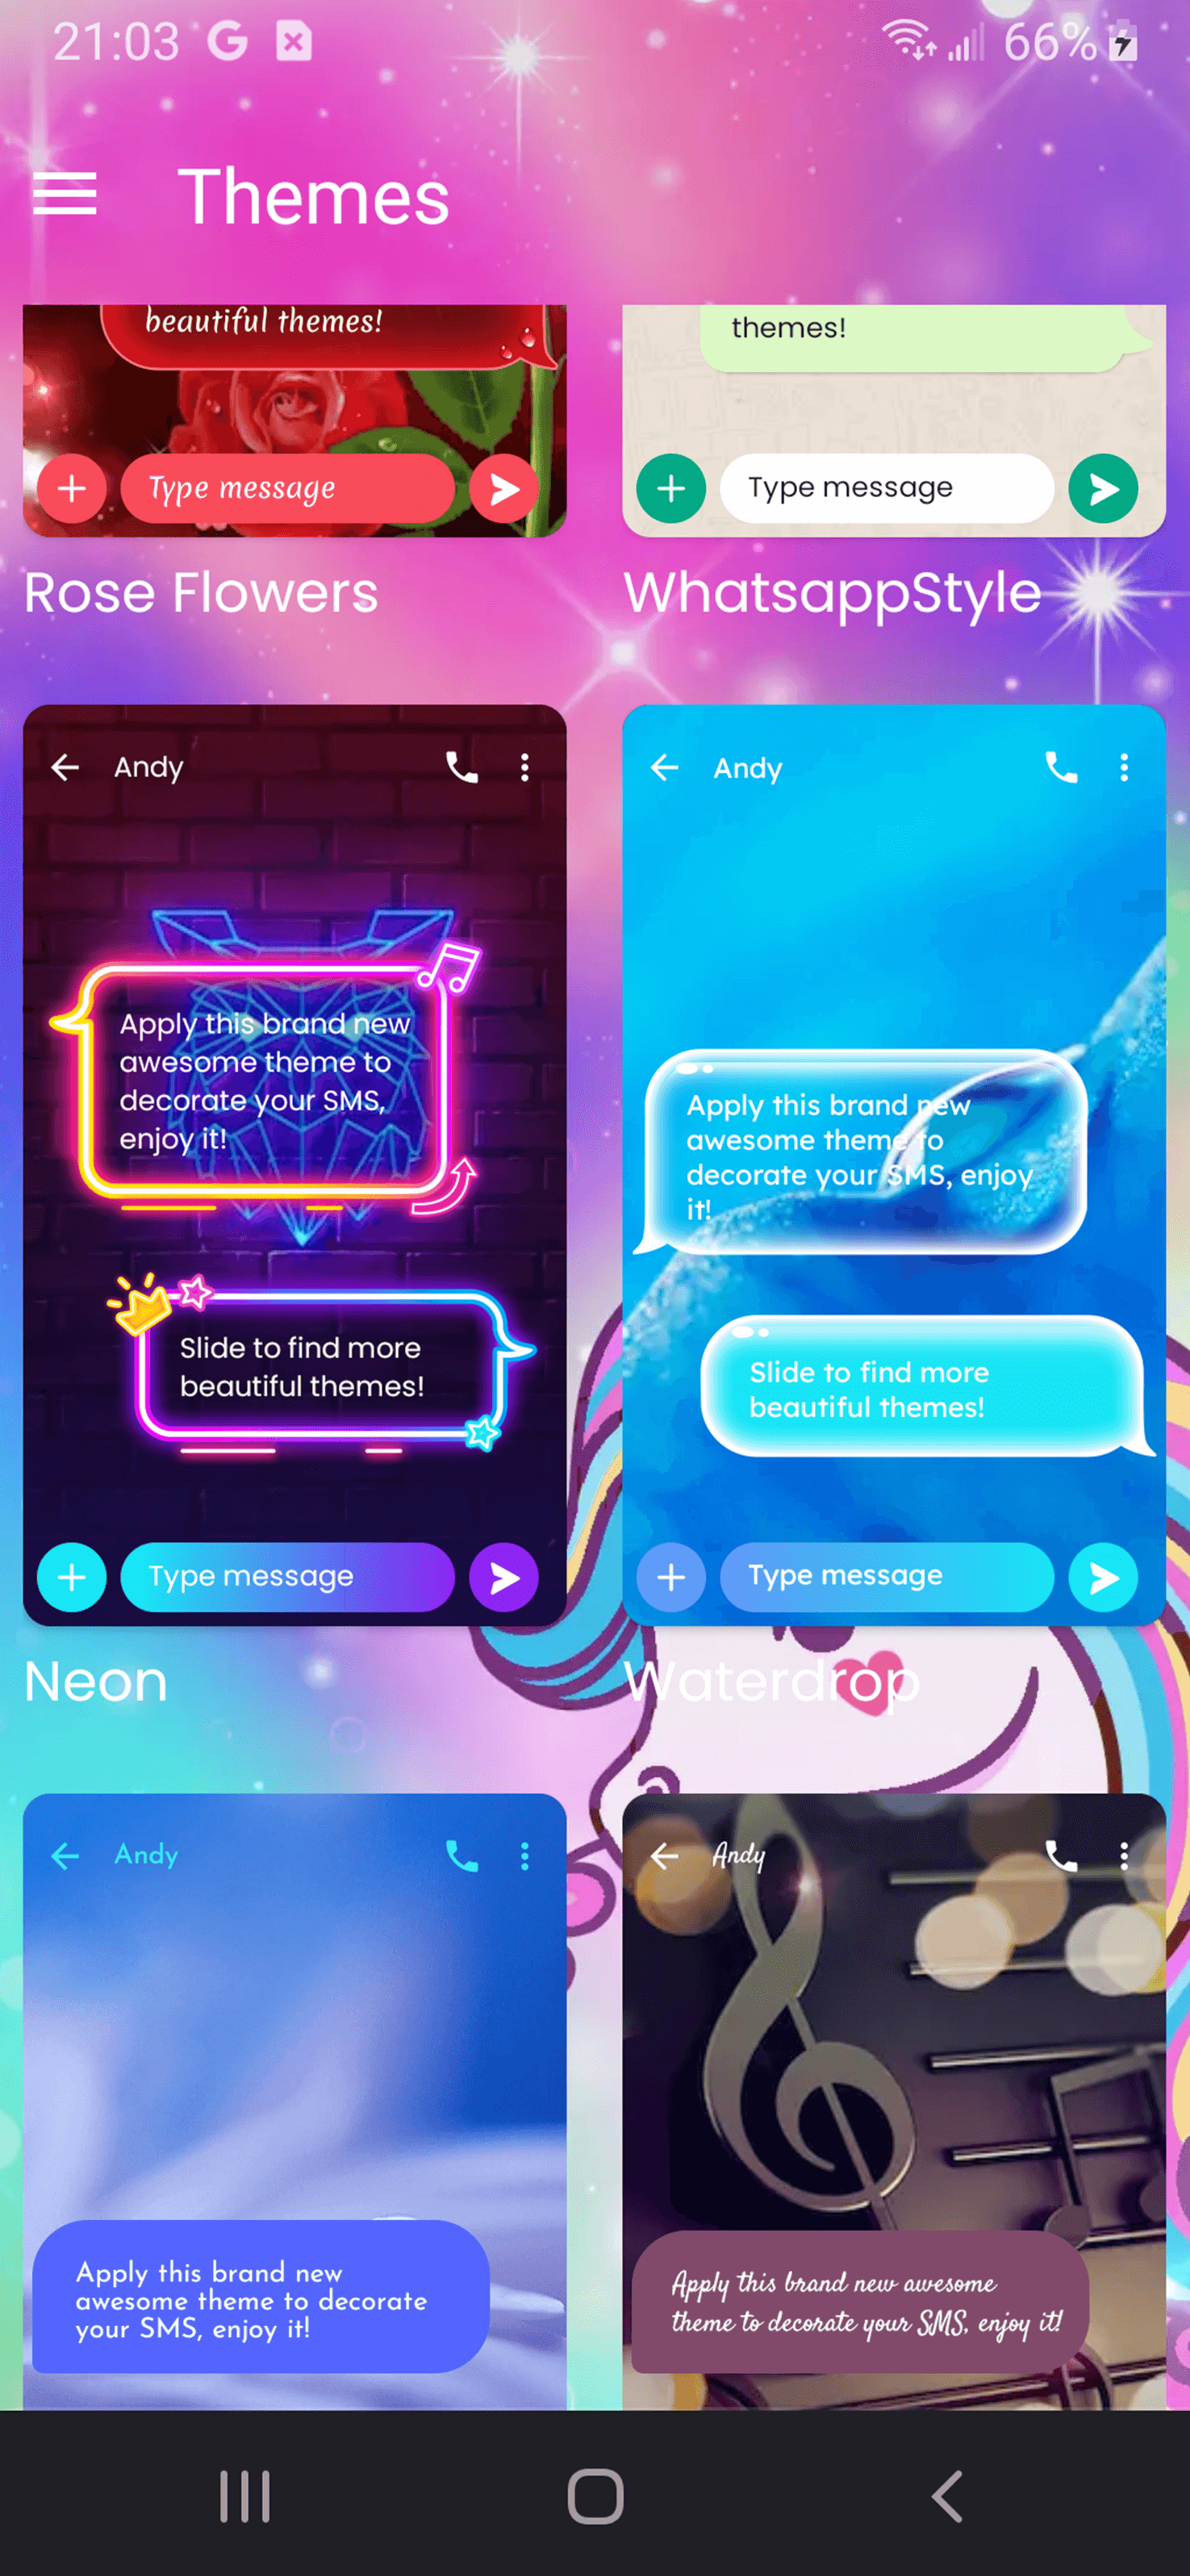 21:03
66%
Themes
beautiful themes!
Type message
Rose Flowers
themes!
Type message
WhatsappStyle
Andy
Apply this brand new
awesome theme to
decorate your SMS,
enjoy it!
Slide to find more
beautiful themes!
Type message
Neon
Andy
Apply this brand new
awesome theme to
decorate your SMS, enjoy
it!
Slide to find more
beautiful themes!
Type message
Waterdrop
Andy
Apply this brand new
awesome theme to decorate
your SMS, enjoy it!
Andy
Apply this brand new awesome
theme to decorate your SMS, enjoy it!